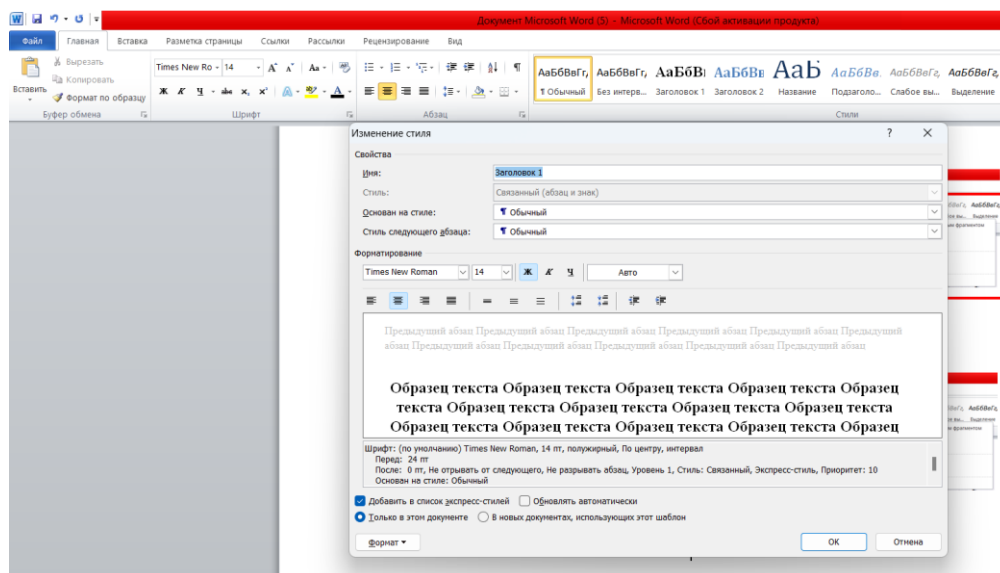 Документ Microsoft Word (5) - Microsoft Word (Сбой активации продукта)
Файл Главная Вставка Разметка страницы Ссылки Рассылки Рецензирование Вид
Вставить
Вырезать
Копировать
Формат по образцу
Буфер обмена
Times New Ro 14
Ж К Ч abc x, x²
Шрифт
Абзац
АаБбВвГг, АаБбВвГг, АаБбВ АаБбВв АаЬ АаБбВв. АаБбВвГг, АаБбВвГг,
¶ Обычный Без интерв... Заголовок 1 Заголовок 2 Название Подзаголо... Слабое вы... Выделение
Стили
Изменение стиля ? ×
Свойства
Имя: Заголовок 1
Стиль: Связанный (абзац и знак)
Основан на стиле: ¶ Обычный
Стиль следующего абзаца: ¶ Обычный
Форматирование
Times New Roman 14 Ж К Ч Авто
Предыдущий абзац Предыдущий абзац Предыдущий абзац Предыдущий абзац Предыдущий
абзац Предыдущий абзац Предыдущий абзац Предыдущий абзац Предыдущий абзац
Образец текста Образец текста Образец текста Образец текста Образец
текста Образец текста Образец текста Образец текста Образец текста
Образец текста Образец текста Образец текста Образец текста Образец
Шрифт: (по умолчанию) Times New Roman, 14 пт, полужирный, По центру, интервал
Перед: 24 пт
После: 0 пт, Не отрывать от следующего, Не разрывать абзац, Уровень 1, Стиль: Связанный, Экспресс-стиль, Приоритет: 10
Основан на стиле: Обычный
Добавить в список экспресс-стилей Обновлять автоматически
Только в этом документе В новых документах, использующих этот шаблон
Формат
ОК Отмена